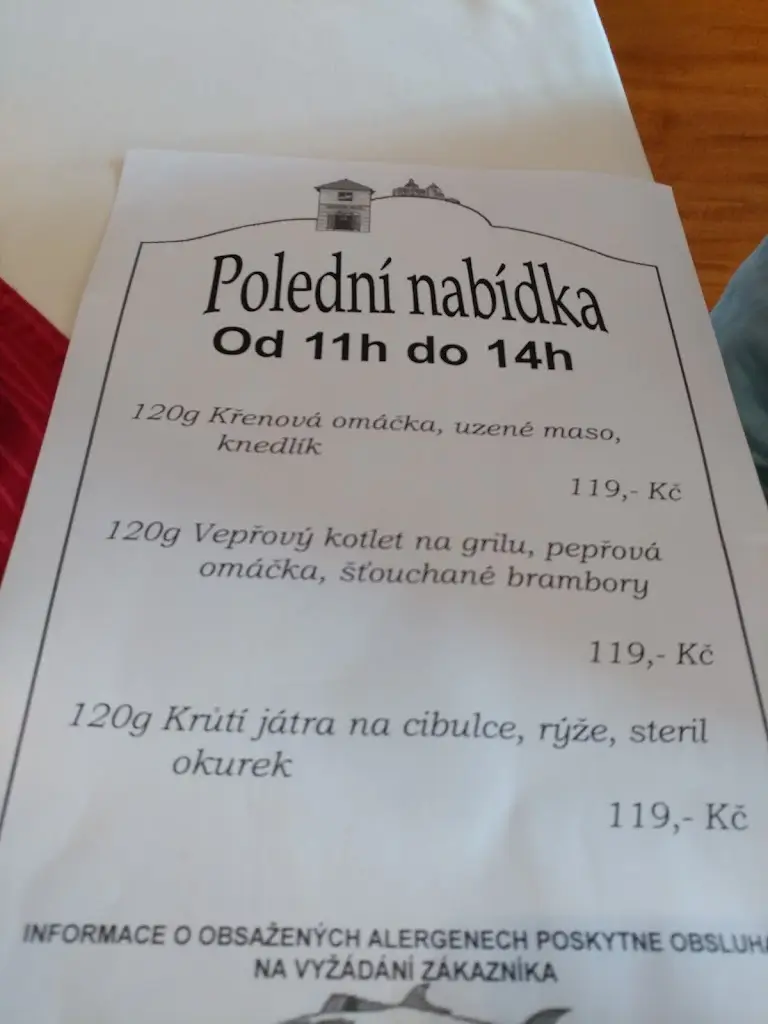 Polední nabídka
Od 11h do 14h
120g Křenová omáčka, uzené maso,
knedlík
119,- Kč
120g Vepřový kotlet na grilu, pepřová
omáčka, šťouchané brambory
119,- Kč
120g Krůtí játra na cibulce, rýže, steril
okurek
119,- Kč
INFORMACE O OBSAŽENÝCH ALERGENECH POSKYTNE OBSLUHA
NA VYŽÁDÁNÍ ZÁKAZNÍKA